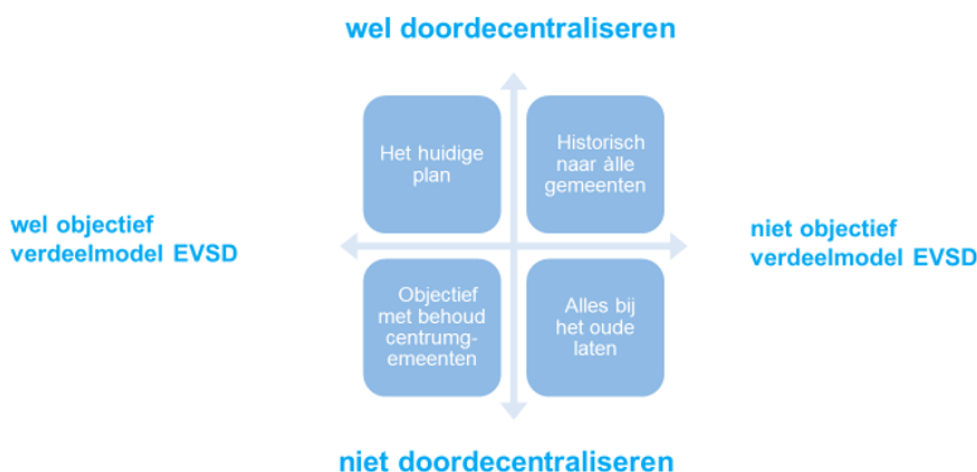 wel doordecentraliseren
Het huidige
plan
Historisch
naar àlle
gemeenten
wel objectief
verdeelmodel EVSD
niet objectief
verdeelmodel EVSD
Objectief
met behoud
centrumg-
emeenten
Alles bij
het oude
laten
niet doordecentraliseren